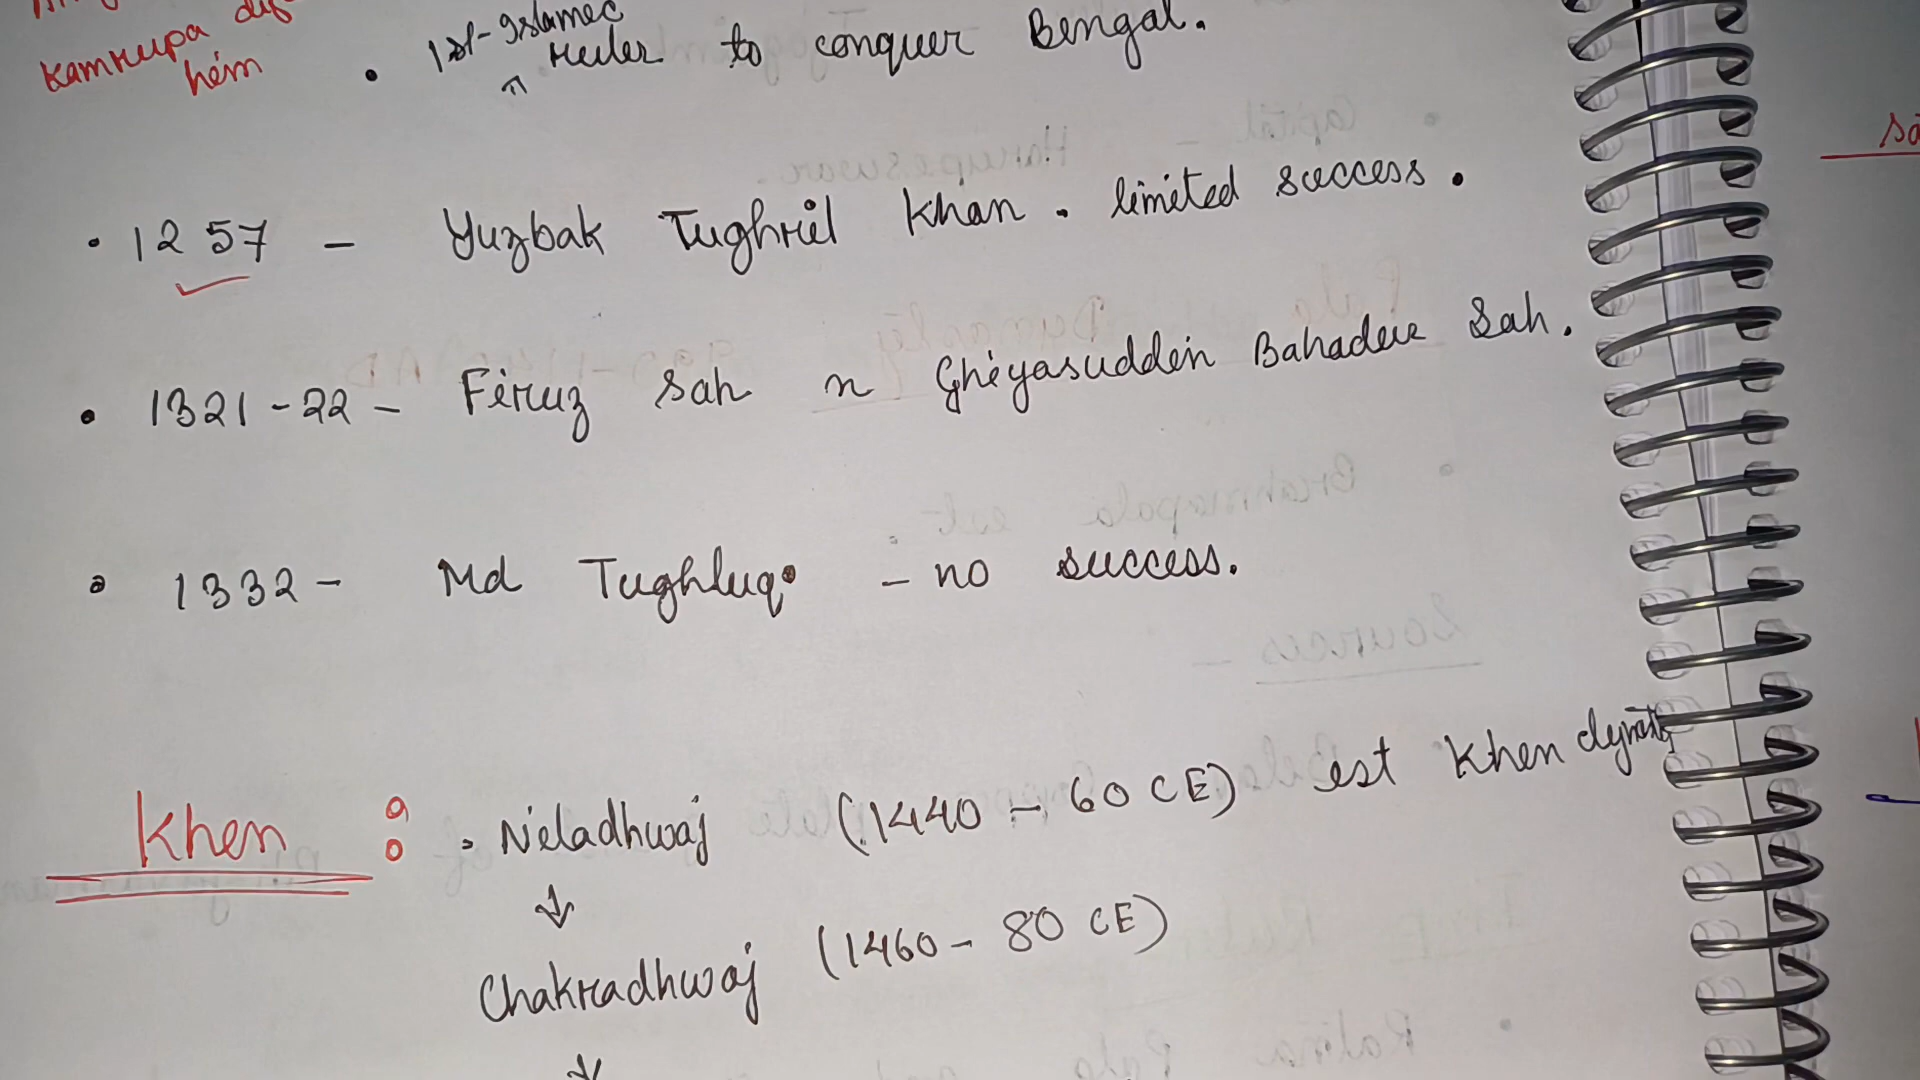 Kamrupa
him
1st Islamic
• ruler to conquer Bengal.
• 1257 - Yuzbak Tughril Khan. limited success.
• 1321-22 - Firuz Sah n Ghiyasuddin Bahadur Sah.
• 1332 - Md Tughluq - no success.
Khen : • Niladhwaj (1440 - 60 CE) est Khen dynasty
↓
Chakradhwaj (1460 - 80 CE)
↓